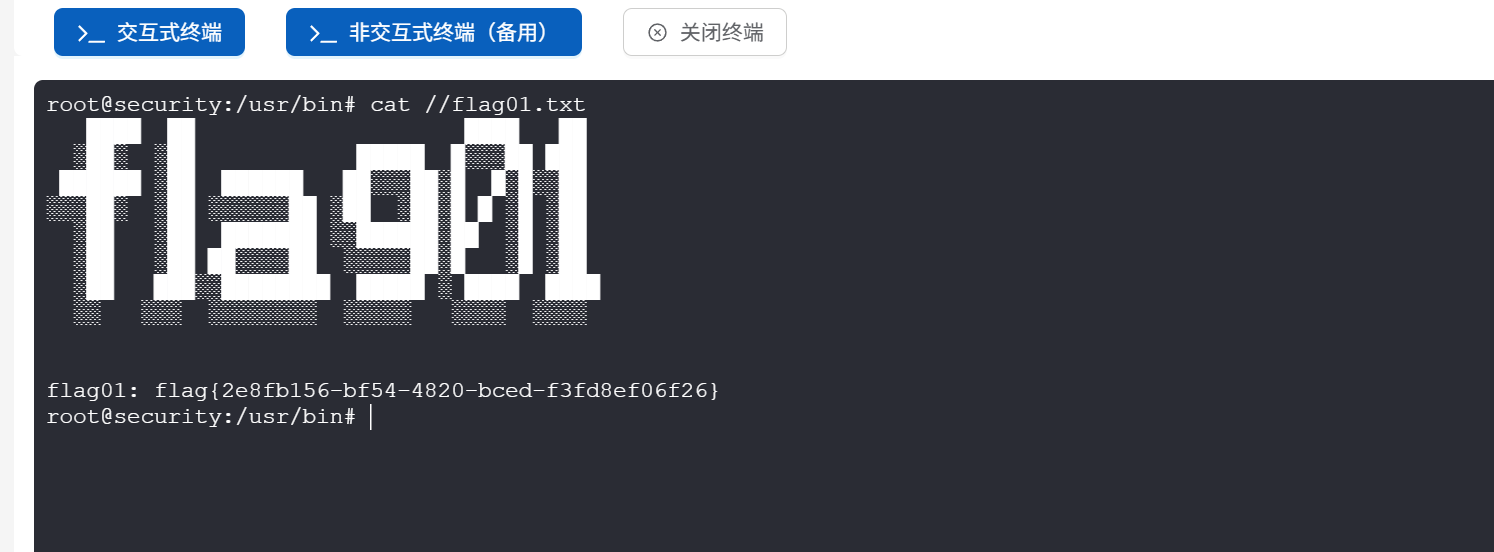 >_ 交互式终端
>_ 非交互式终端（备用）
关闭终端
root@security:/usr/bin# cat //flag01.txt
flag01
flag01: flag{2e8fb156-bf54-4820-bced-f3fd8ef06f26}
root@security:/usr/bin#